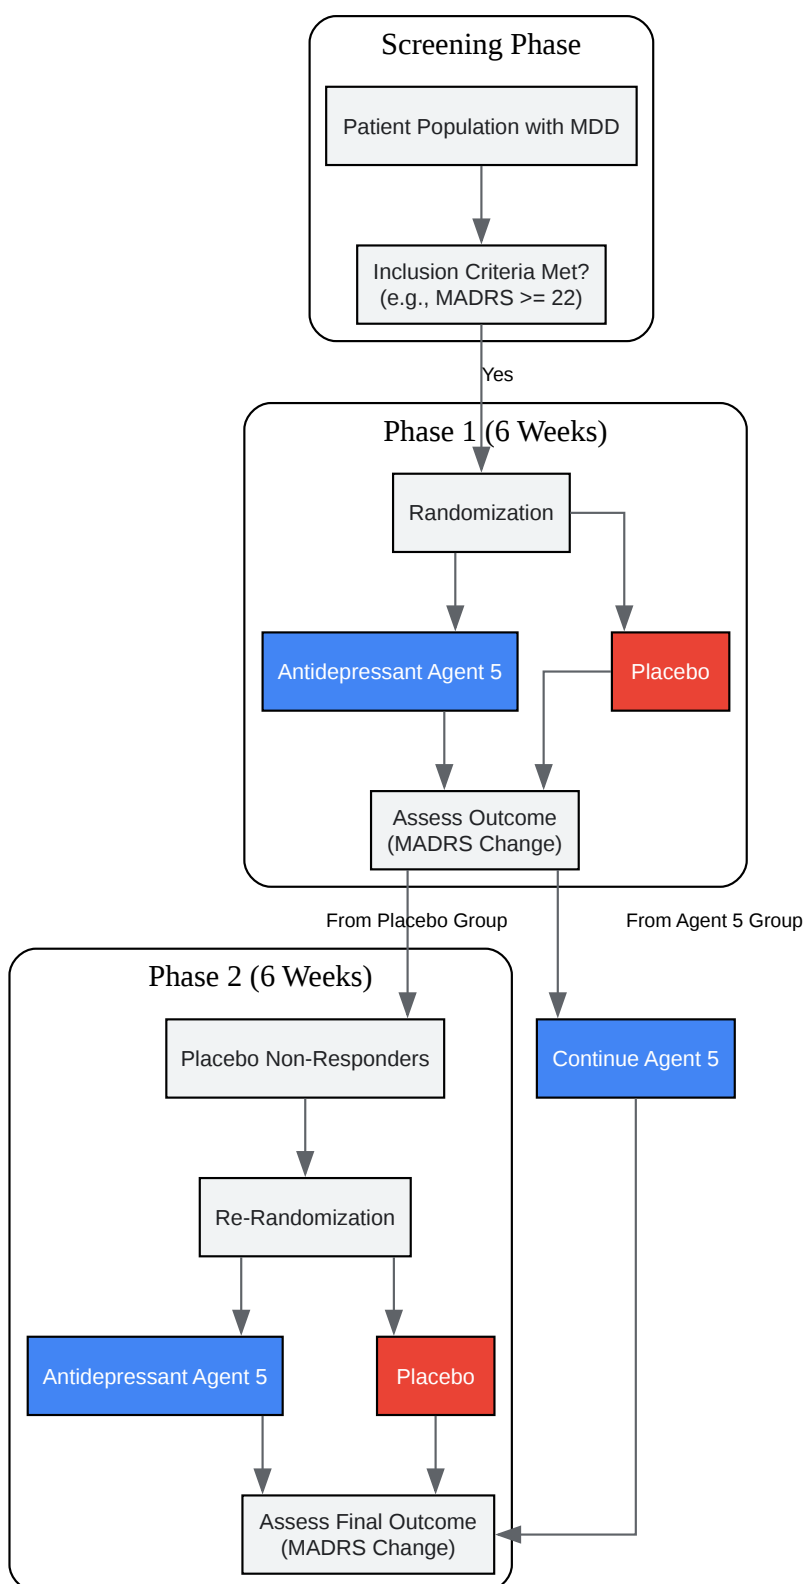 Screening Phase
Patient Population with MDD
Inclusion Criteria Met?
(e.g., MADRS >= 22)
Yes
Phase 1 (6 Weeks)
Randomization
Antidepressant Agent 5
Placebo
Assess Outcome
(MADRS Change)
From Placebo Group
From Agent 5 Group
Phase 2 (6 Weeks)
Placebo Non-Responders
Continue Agent 5
Re-Randomization
Antidepressant Agent 5
Placebo
Assess Final Outcome
(MADRS Change)